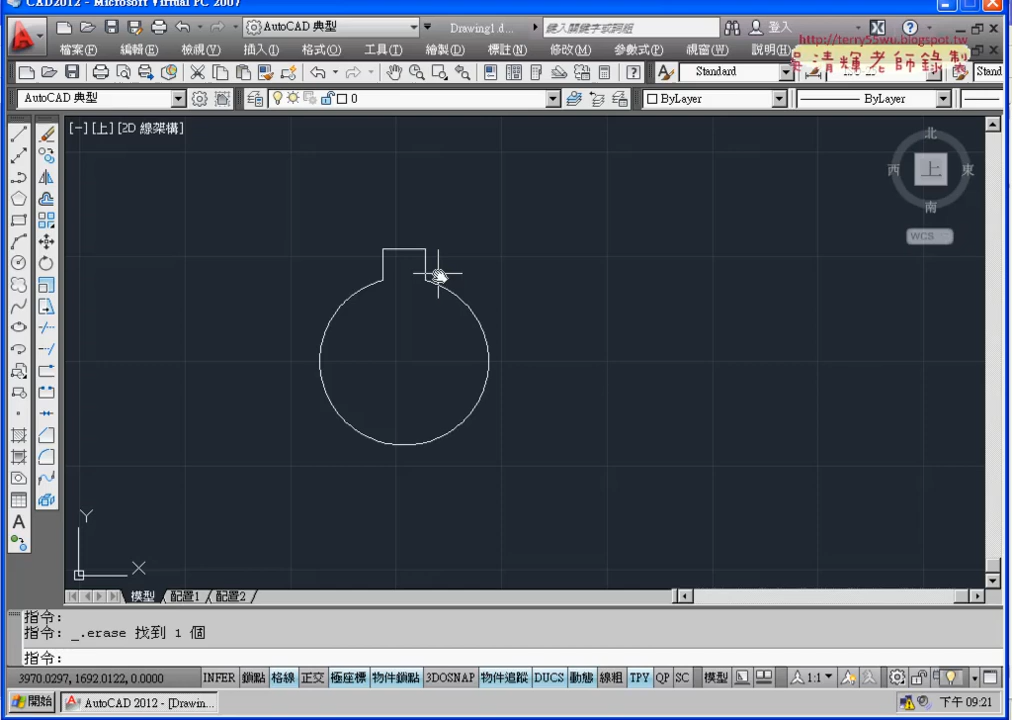 CAD2012 - Microsoft Virtual PC 2007
AutoCAD 典型
Drawing1.d...
鍵入關鍵字或詞組
登入
http://terry55wu.blogspot.tw
檔案(F)
編輯(E)
檢視(V)
插入(I)
格式(O)
工具(T)
繪製(D)
標註(N)
修改(M)
參數式(P)
視窗(W)
說明(H)
吳清輝老師錄製
Standard
Stand
AutoCAD 典型
0
ByLayer
ByLayer
[-] [上] [2D 線架構]
北
西
上
東
南
WCS
Y
X
模型
配置1
配置2
指令:
指令: _.erase 找到 1 個
指令:
3970.0297, 1692.0122, 0.0000
INFER
鎖點
格線
正交
極座標
物件鎖點
3DOSNAP
物件追蹤
DUCS
動態
線粗
TPY
QP
SC
模型
1:1
開始
AutoCAD 2012 - [Drawin...
下午 09:21